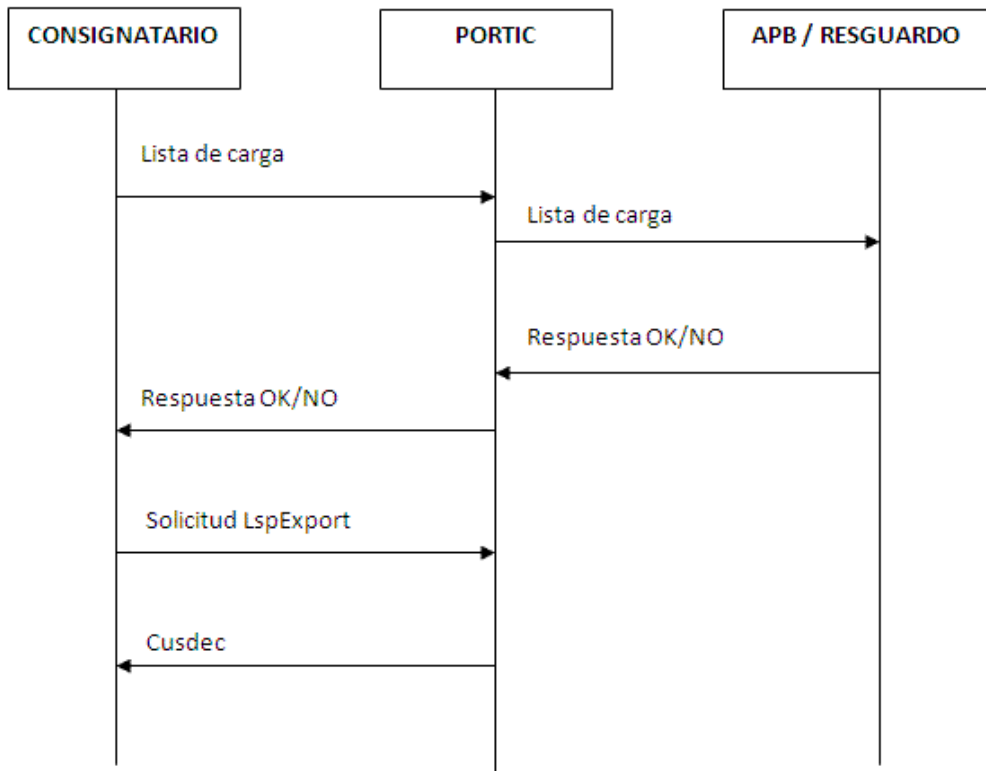 CONSIGNATARIO
PORTIC
APB / RESGUARDO
Lista de carga
Lista de carga
Respuesta OK/NO
Respuesta OK/NO
Solicitud LspExport
Cusdec